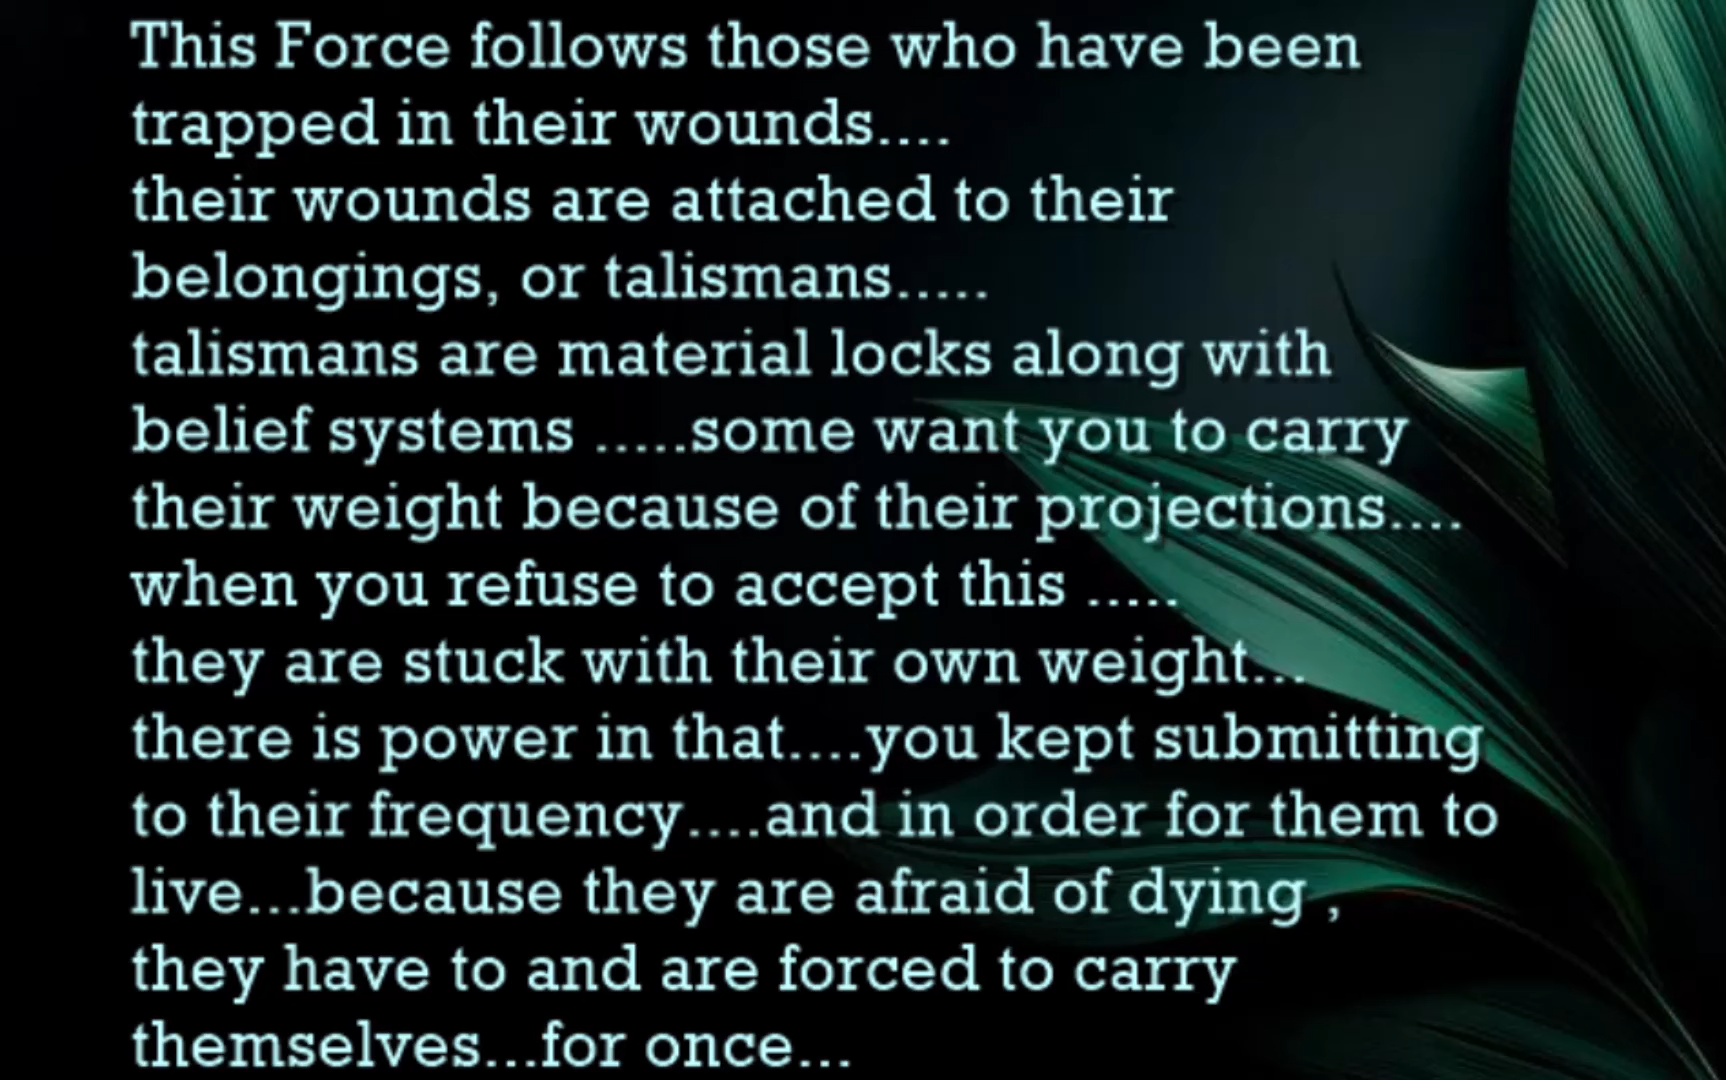 This Force follows those who have been
trapped in their wounds....
their wounds are attached to their
belongings, or talismans.....
talismans are material locks along with
belief systems .....some want you to carry
their weight because of their projections....
when you refuse to accept this .....
they are stuck with their own weight...
there is power in that....you kept submitting
to their frequency....and in order for them to
live...because they are afraid of dying ,
they have to and are forced to carry
themselves...for once...